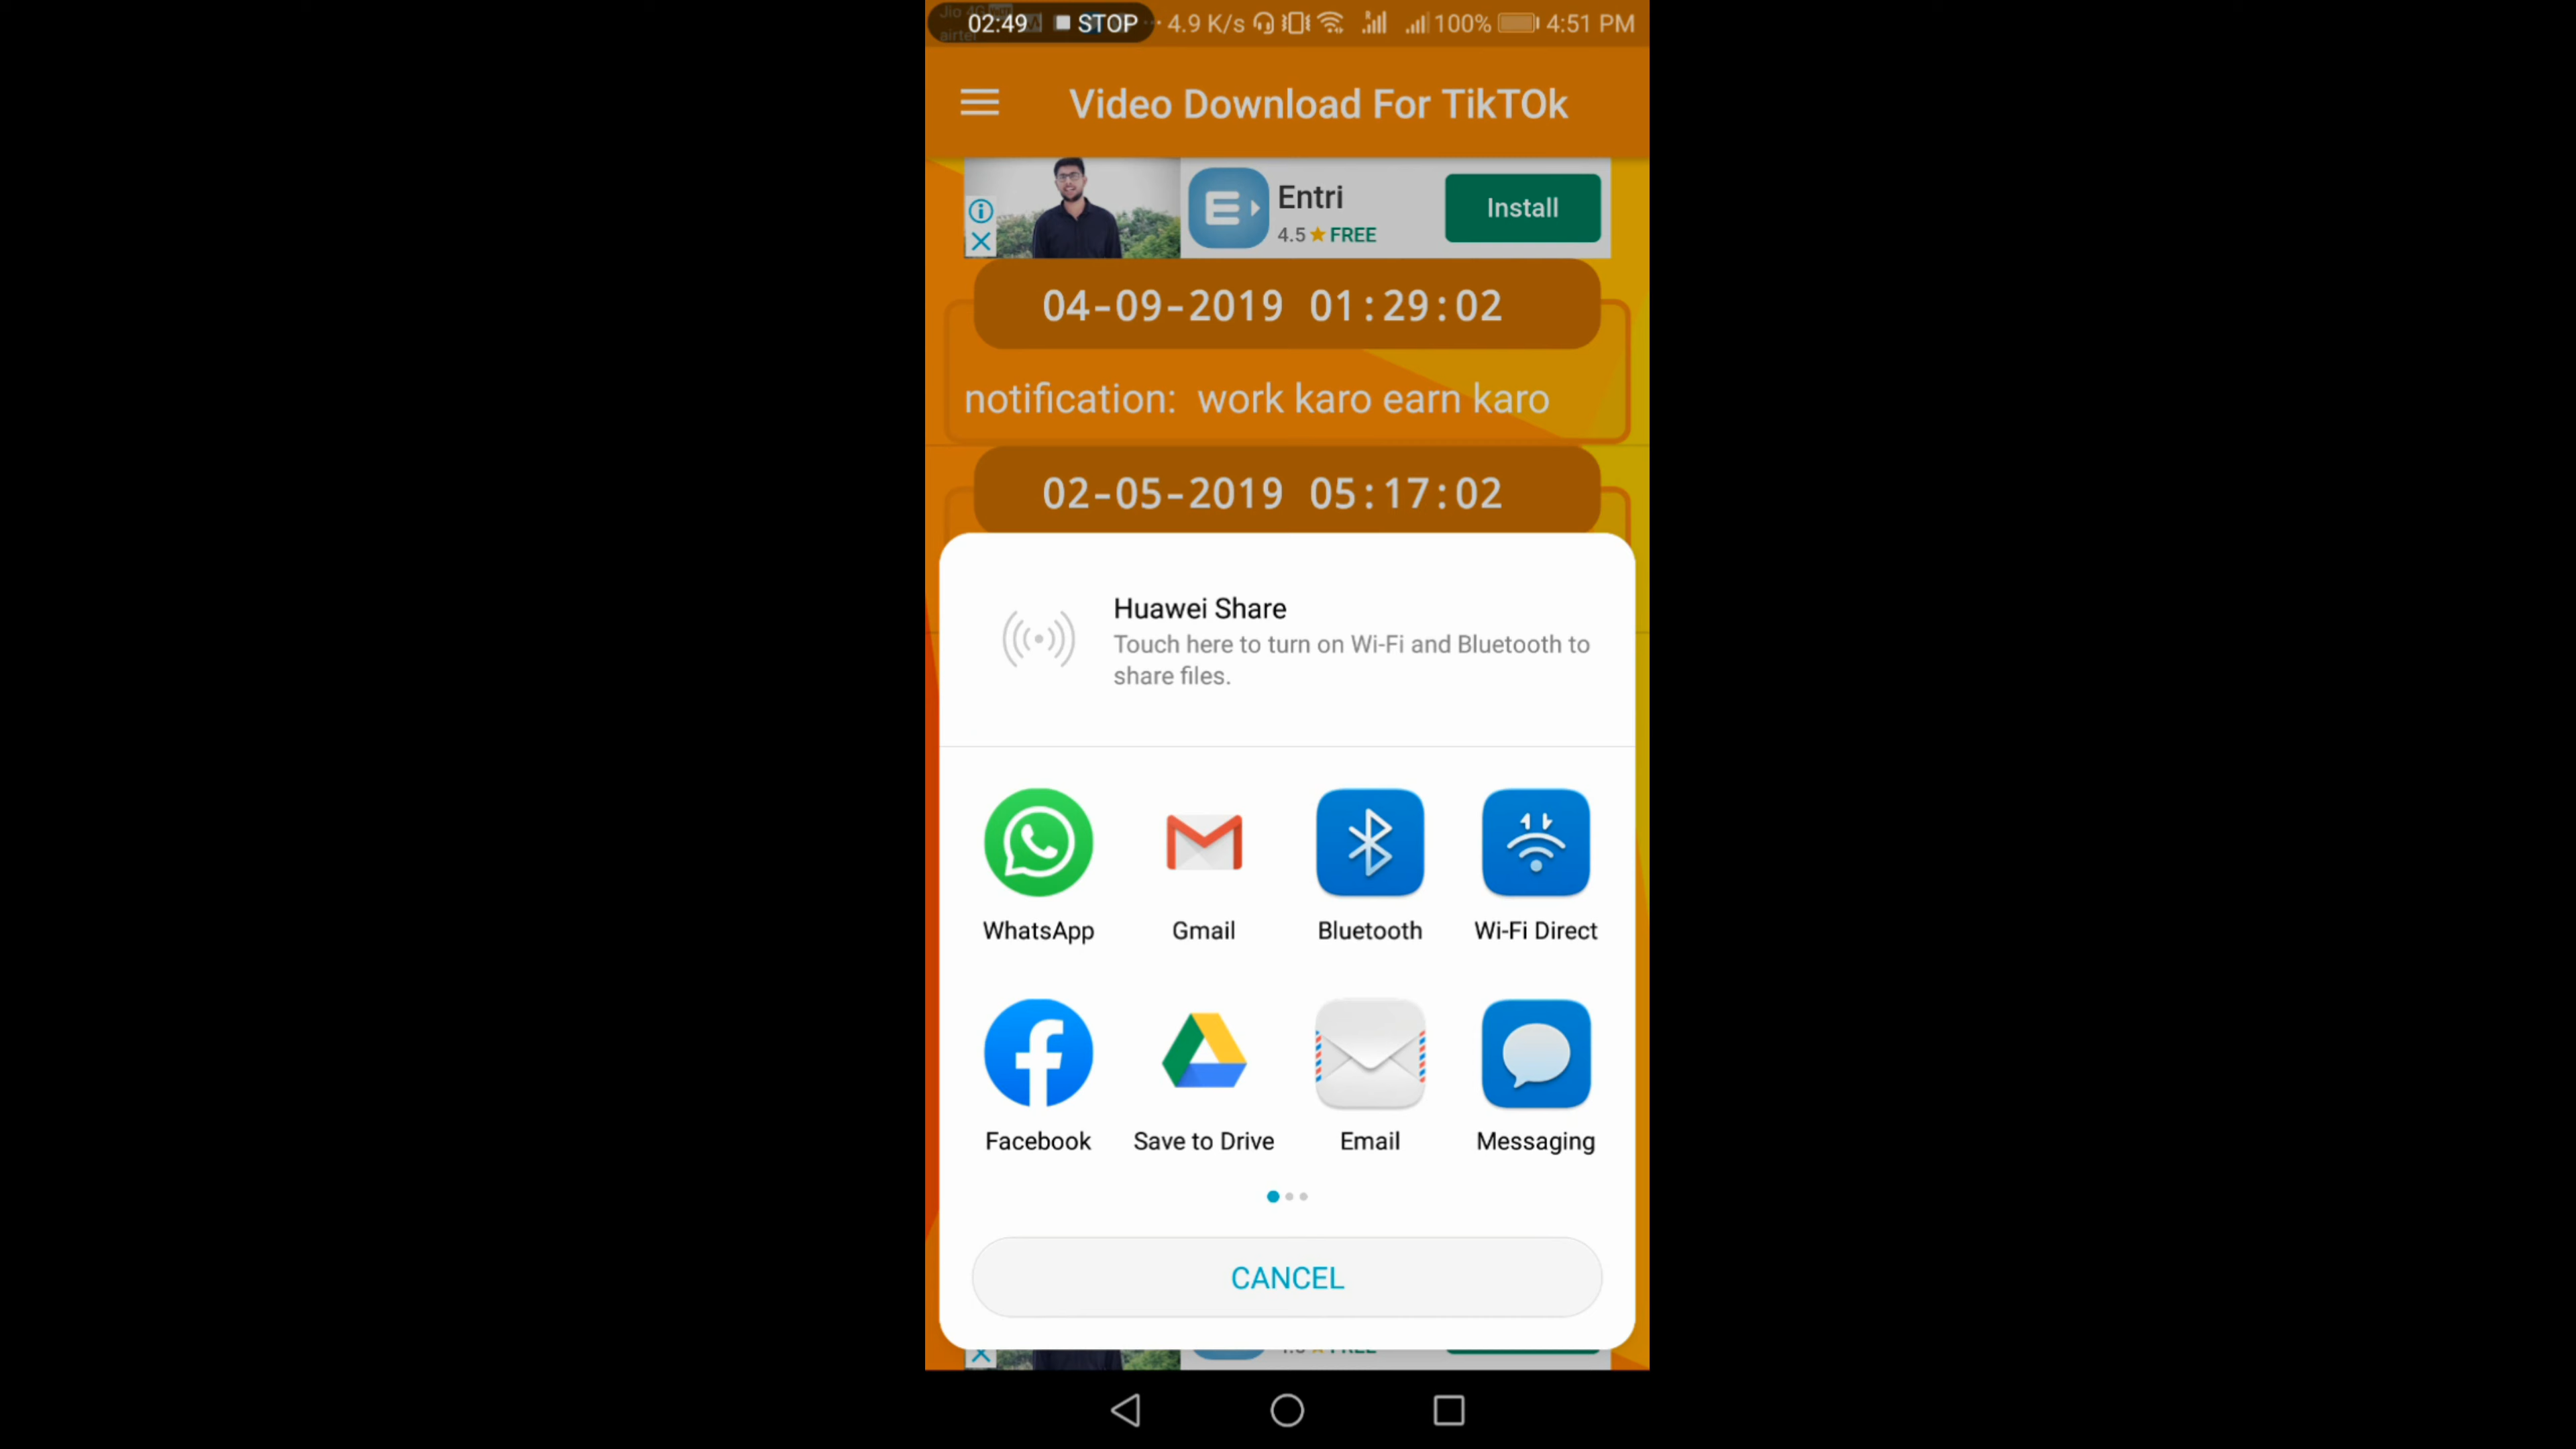 Jio 4G
airtel
02:49 STOP 4.9 K/s 100% 4:51 PM
Video Download For TikTOk
Entri
4.5 FREE
Install
04-09-2019 01:29:02
notification: work karo earn karo
02-05-2019 05:17:02
Huawei Share
Touch here to turn on Wi-Fi and Bluetooth to
share files.
WhatsApp Gmail Bluetooth Wi-Fi Direct
Facebook Save to Drive Email Messaging
CANCEL